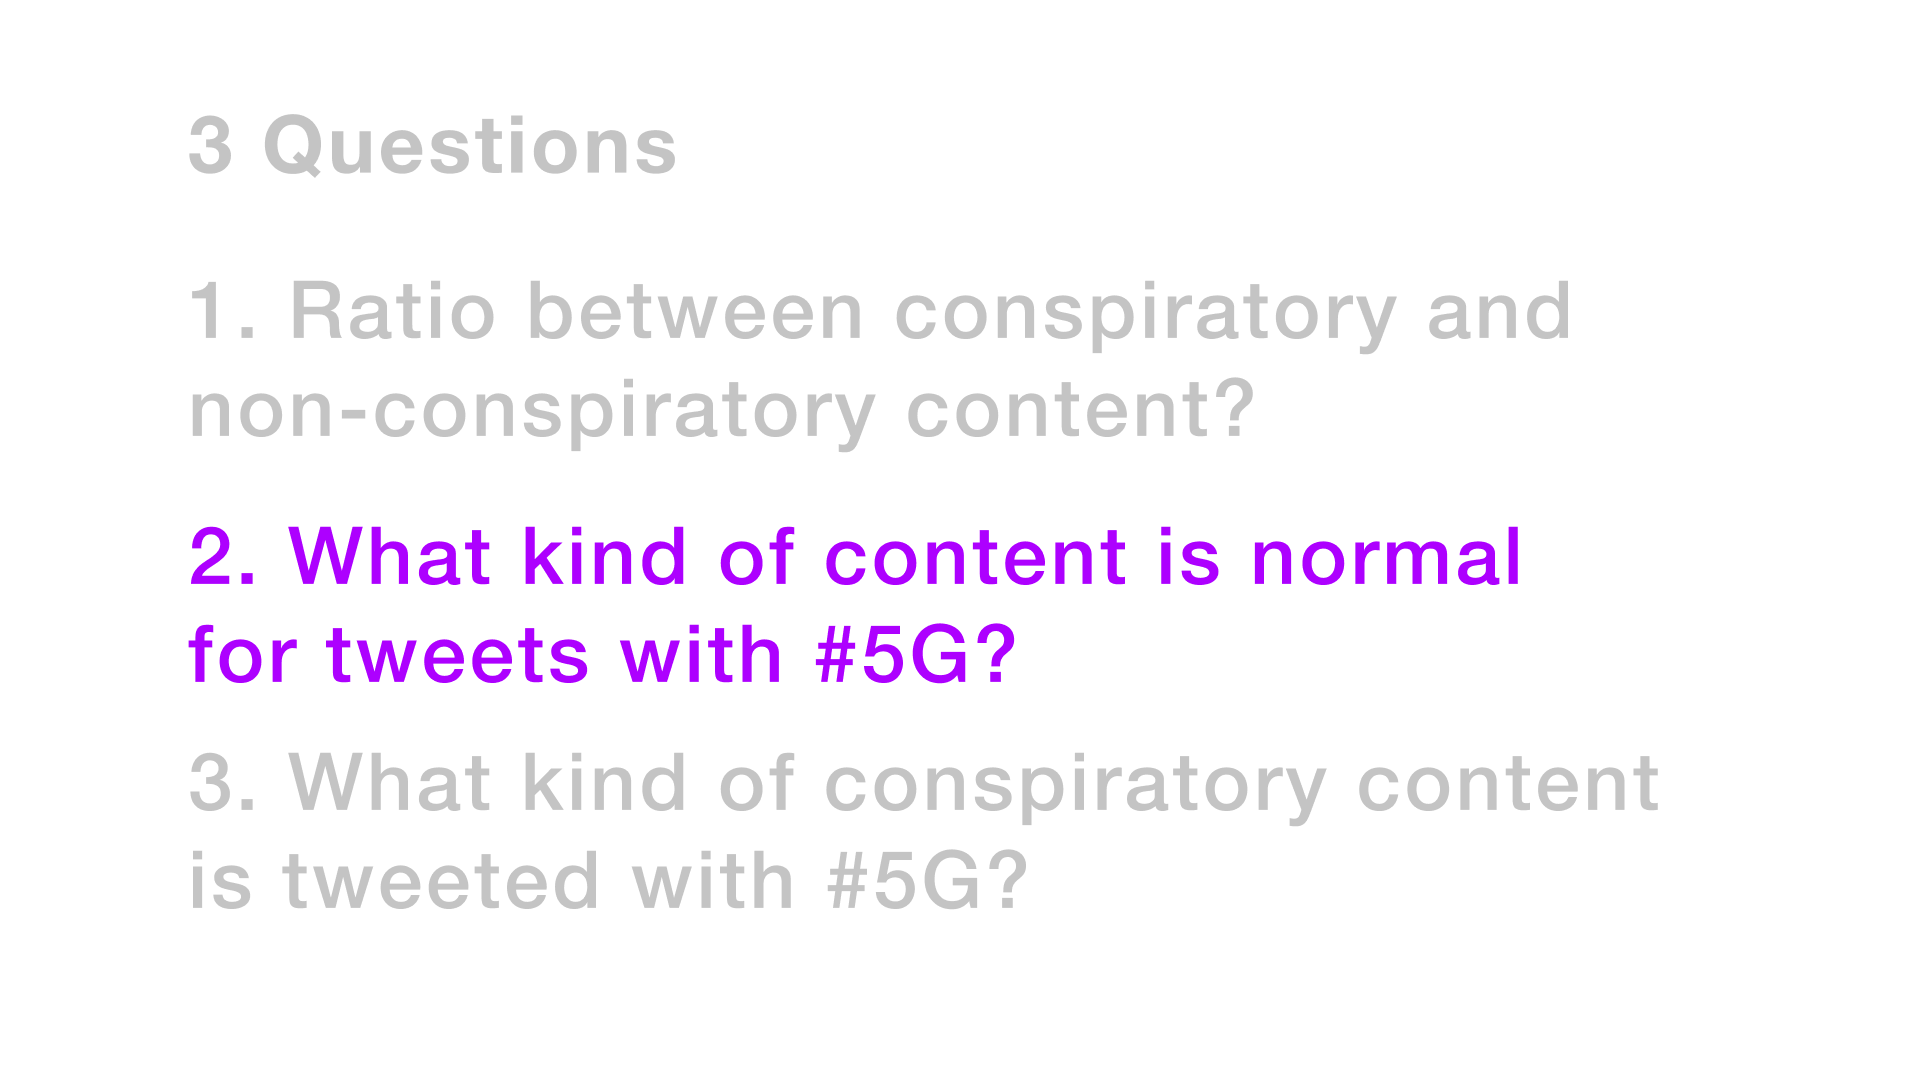 3 Questions
1. Ratio between conspiratory and
non-conspiratory content?
2. What kind of content is normal
for tweets with #5G?
3. What kind of conspiratory content
is tweeted with #5G?